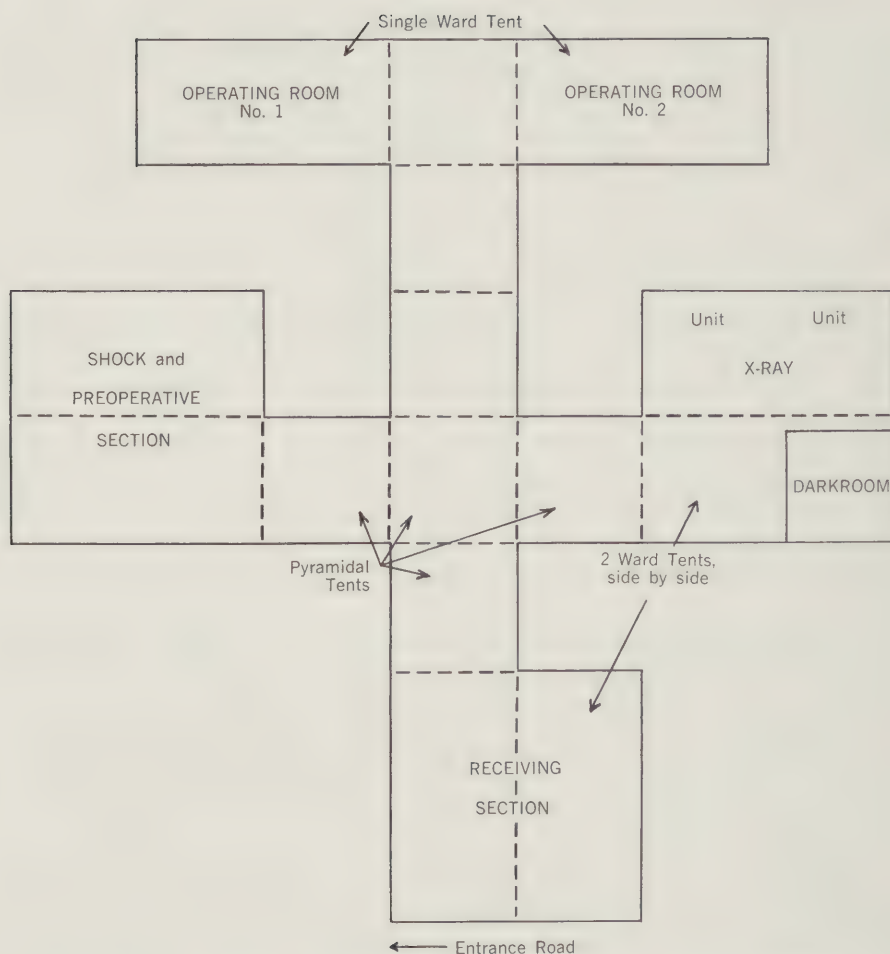 Single Ward Tent
OPERATING ROOM
No. 1
OPERATING ROOM
No. 2
SHOCK and
PREOPERATIVE
SECTION
Unit Unit
X-RAY
DARKROOM
Pyramidal
Tents
2 Ward Tents,
side by side
RECEIVING
SECTION
Entrance Road